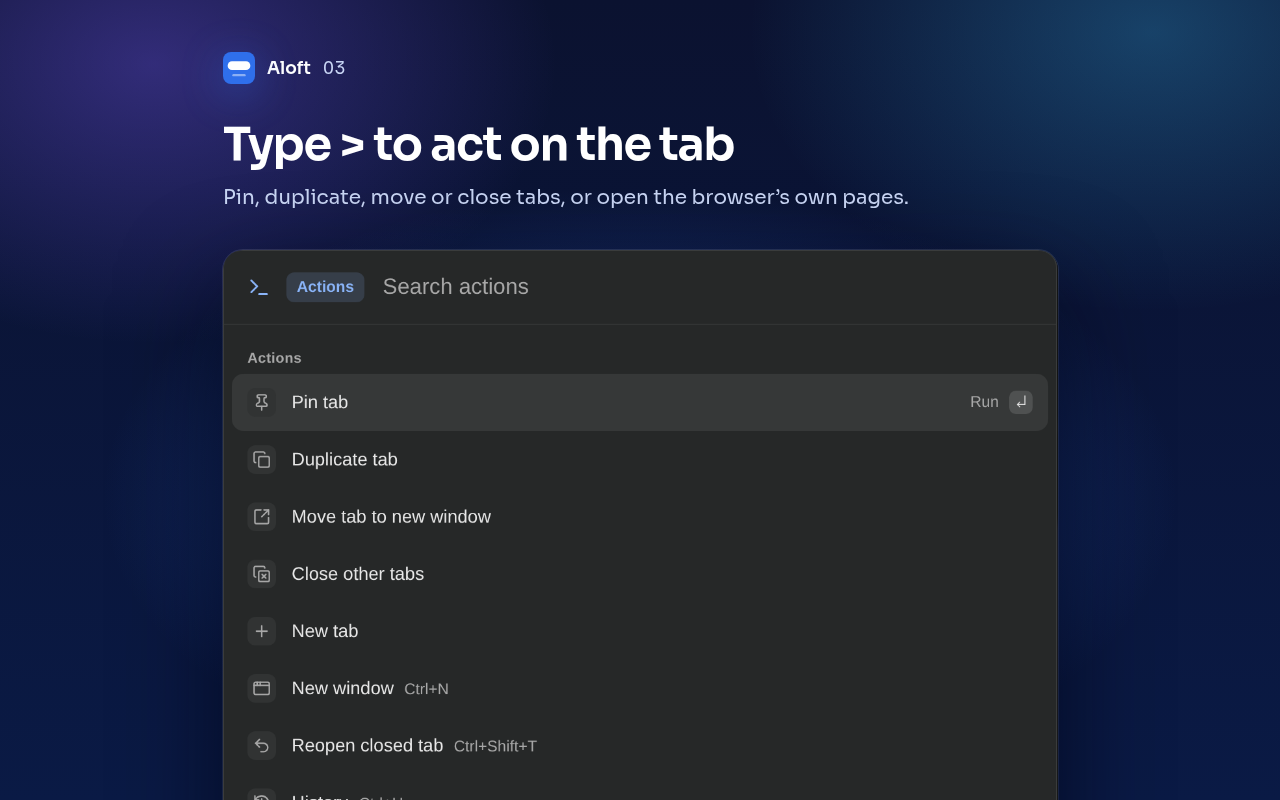 Aloft 03
Type > to act on the tab
Pin, duplicate, move or close tabs, or open the browser’s own pages.
Actions Search actions
Actions
Pin tab Run
Duplicate tab
Move tab to new window
Close other tabs
New tab
New window Ctrl+N
Reopen closed tab Ctrl+Shift+T
History Ctrl+H